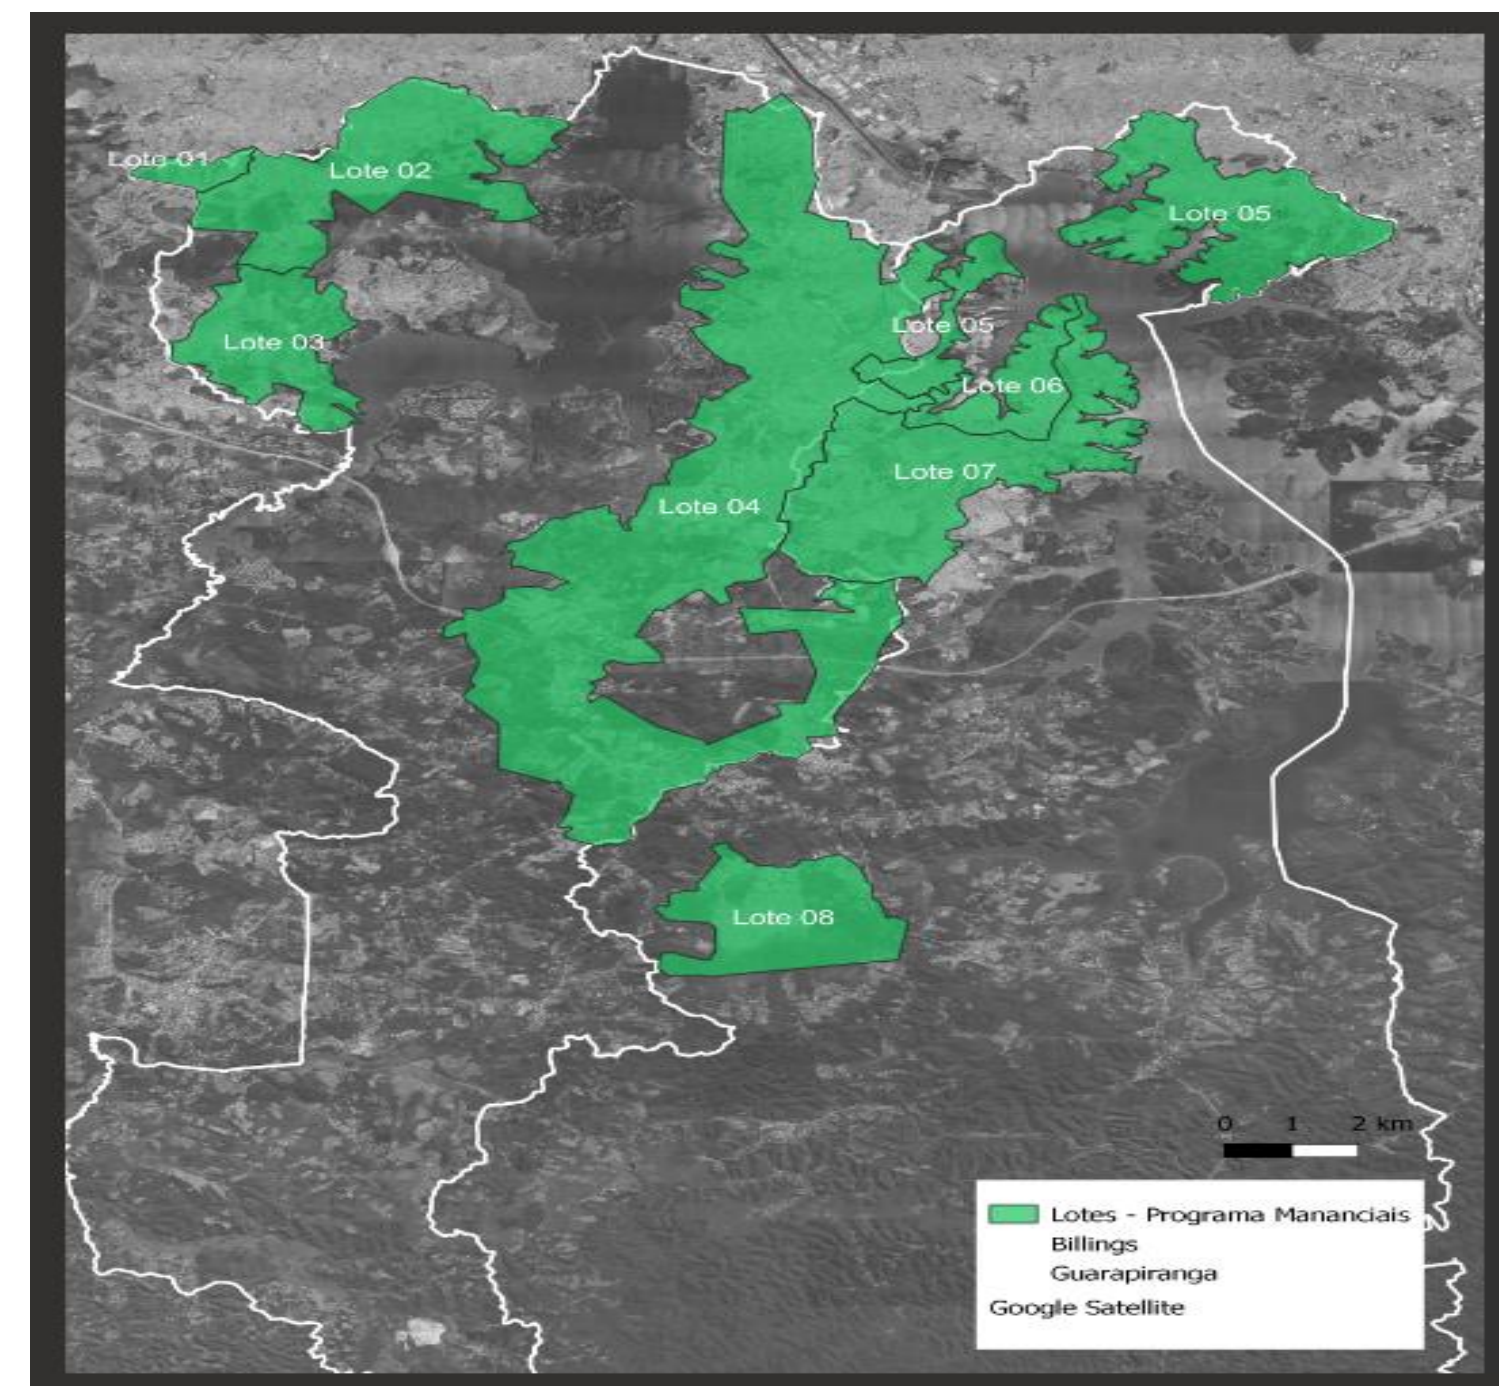 Lote 01
Lote 02
Lote 05
Lote 05
Lote 03
Lote 06
Lote 07
Lote 04
Lote 08
0 1 2 km
Lotes - Programa Mananciais
Billings
Guarapiranga
Google Satellite